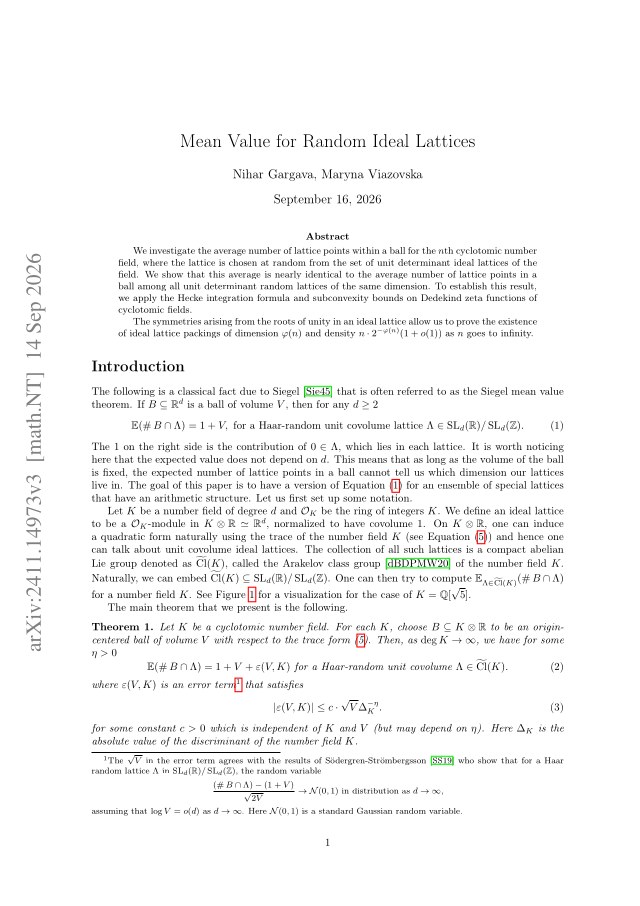 arXiv:2411.14973v3 [math.NT] 14 Sep 2026
Mean Value for Random Ideal Lattices
Nihar Gargava, Maryna Viazovska
September 16, 2026
Abstract
We investigate the average number of lattice points within a ball for the nth cyclotomic number
field, where the lattice is chosen at random from the set of unit determinant ideal lattices of the
field. We show that this average is nearly identical to the average number of lattice points in a
ball among all unit determinant random lattices of the same dimension. To establish this result,
we apply the Hecke integration formula and subconvexity bounds on Dedekind zeta functions of
cyclotomic fields.
The symmetries arising from the roots of unity in an ideal lattice allow us to prove the existence
of ideal lattice packings of dimension φ(n) and density n · 2^{−φ(n)}(1 + o(1)) as n goes to infinity.
Introduction
The following is a classical fact due to Siegel [Sie45] that is often referred to as the Siegel mean value
theorem. If B ⊆ ℝ^d is a ball of volume V, then for any d ≥ 2
𝔼(# B ∩ Λ) = 1 + V, for a Haar-random unit covolume lattice Λ ∈ SL_d(ℝ)/ SL_d(ℤ). (1)
The 1 on the right side is the contribution of 0 ∈ Λ, which lies in each lattice. It is worth noticing
here that the expected value does not depend on d. This means that as long as the volume of the ball
is fixed, the expected number of lattice points in a ball cannot tell us which dimension our lattices
live in. The goal of this paper is to have a version of Equation (1) for an ensemble of special lattices
that have an arithmetic structure. Let us first set up some notation.
Let K be a number field of degree d and 𝒪_K be the ring of integers K. We define an ideal lattice
to be a 𝒪_K-module in K ⊗ ℝ ≃ ℝ^d, normalized to have covolume 1. On K ⊗ ℝ, one can induce
a quadratic form naturally using the trace of the number field K (see Equation (5)) and hence one
can talk about unit covolume ideal lattices. The collection of all such lattices is a compact abelian
Lie group denoted as C̃l(K), called the Arakelov class group [dBDPMW20] of the number field K.
Naturally, we can embed C̃l(K) ⊆ SL_d(ℝ)/ SL_d(ℤ). One can then try to compute 𝔼_{Λ∈C̃l(K)}(# B ∩ Λ)
for a number field K. See Figure 1 for a visualization for the case of K = ℚ[√5].
The main theorem that we present is the following.
Theorem 1. Let K be a cyclotomic number field. For each K, choose B ⊆ K ⊗ ℝ to be an origin-
centered ball of volume V with respect to the trace form (5). Then, as deg K → ∞, we have for some
η > 0
𝔼(# B ∩ Λ) = 1 + V + ε(V, K) for a Haar-random unit covolume Λ ∈ C̃l(K). (2)
where ε(V, K) is an error term¹ that satisfies
|ε(V, K)| ≤ c · √V Δ_K^{−η}. (3)
for some constant c > 0 which is independent of K and V (but may depend on η). Here Δ_K is the
absolute value of the discriminant of the number field K.
¹The √V in the error term agrees with the results of Södergren-Strömbergsson [SS19] who show that for a Haar
random lattice Λ in SL_d(ℝ)/ SL_d(ℤ), the random variable
((# B ∩ Λ) − (1 + V))/√(2V) → 𝒩(0, 1) in distribution as d → ∞,
assuming that log V = o(d) as d → ∞. Here 𝒩(0, 1) is a standard Gaussian random variable.
1